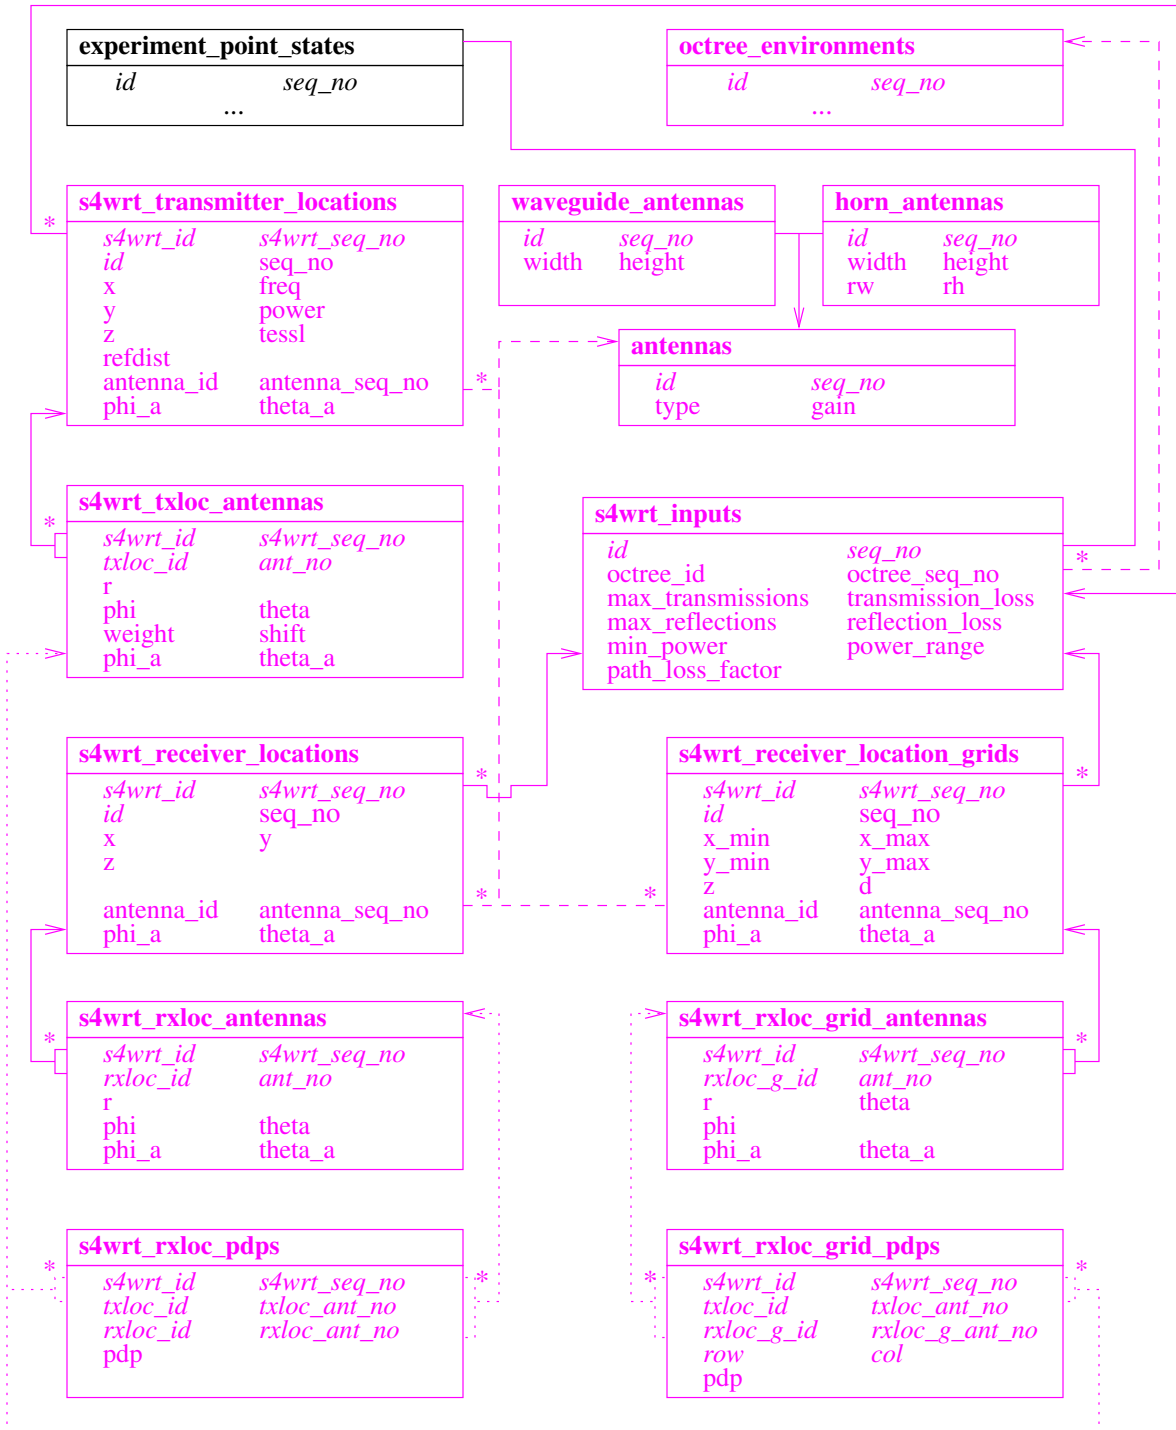 experiment_point_states
id seq_no
...
octree_environments
id seq_no
...
s4wrt_transmitter_locations
*
s4wrt_id s4wrt_seq_no
id seq_no
x freq
y power
z tessl
refdist
antenna_id antenna_seq_no
*
phi_a theta_a
waveguide_antennas
id seq_no
width height
horn_antennas
id seq_no
width height
rw rh
antennas
id seq_no
type gain
s4wrt_txloc_antennas
*
s4wrt_id s4wrt_seq_no
txloc_id ant_no
r
phi theta
weight shift
phi_a theta_a
s4wrt_inputs
id seq_no
*
octree_id octree_seq_no
max_transmissions transmission_loss
max_reflections reflection_loss
min_power power_range
path_loss_factor
s4wrt_receiver_locations
*
s4wrt_id s4wrt_seq_no
id seq_no
x y
z
*
antenna_id antenna_seq_no
phi_a theta_a
s4wrt_receiver_location_grids
*
s4wrt_id s4wrt_seq_no
id seq_no
x_min x_max
y_min y_max
z d
*
antenna_id antenna_seq_no
phi_a theta_a
s4wrt_rxloc_antennas
*
s4wrt_id s4wrt_seq_no
rxloc_id ant_no
r
phi theta
phi_a theta_a
s4wrt_rxloc_grid_antennas
*
s4wrt_id s4wrt_seq_no
rxloc_g_id ant_no
r theta
phi
phi_a theta_a
s4wrt_rxloc_pdps
*
*
s4wrt_id s4wrt_seq_no
txloc_id txloc_ant_no
rxloc_id rxloc_ant_no
pdp
s4wrt_rxloc_grid_pdps
*
*
s4wrt_id s4wrt_seq_no
txloc_id txloc_ant_no
rxloc_g_id rxloc_g_ant_no
row col
pdp